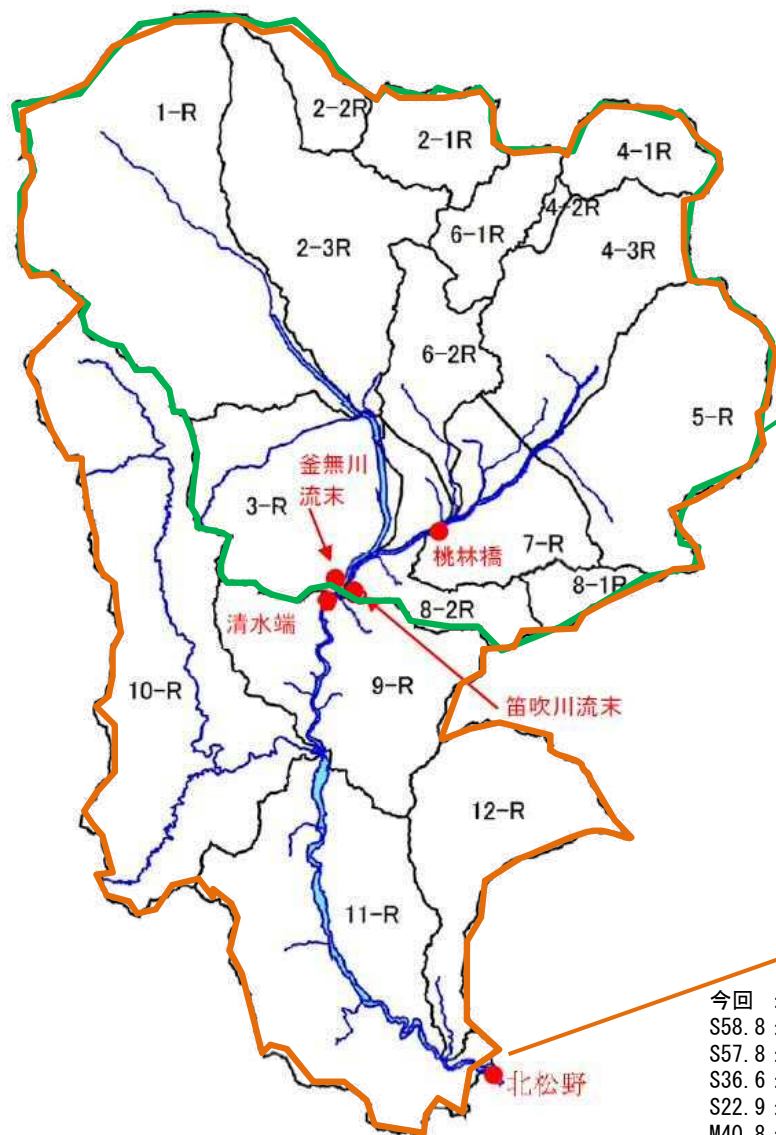 1-R
2-2R
2-1R
4-1R
4-2R
6-1R
2-3R
4-3R
6-2R
5-R
釜無川
流末
3-R
桃林橋
7-R
8-1R
8-2R
清水端
9-R
10-R
笛吹川流末
12-R
11-R
北松野
今回 :
S58.8:
S57.8:
S36.6:
S22.9:
M40.8: